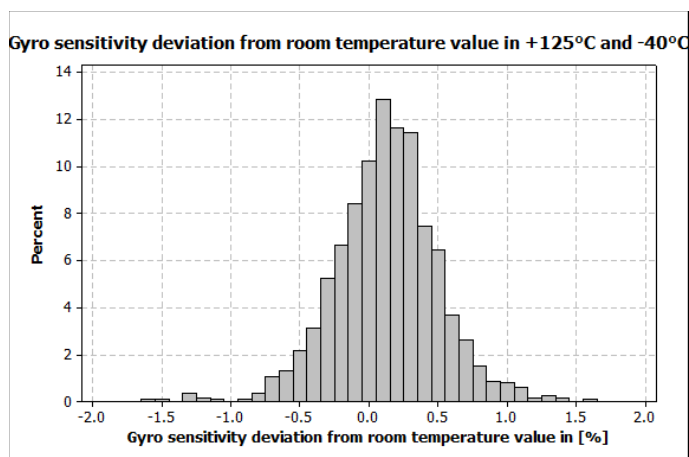 Gyro sensitivity deviation from room temperature value in +125°C and -40°C
14
12
10
8
6
4
2
0
Percent
-2.0 -1.5 -1.0 -0.5 0.0 0.5 1.0 1.5 2.0
Gyro sensitivity deviation from room temperature value in [%]